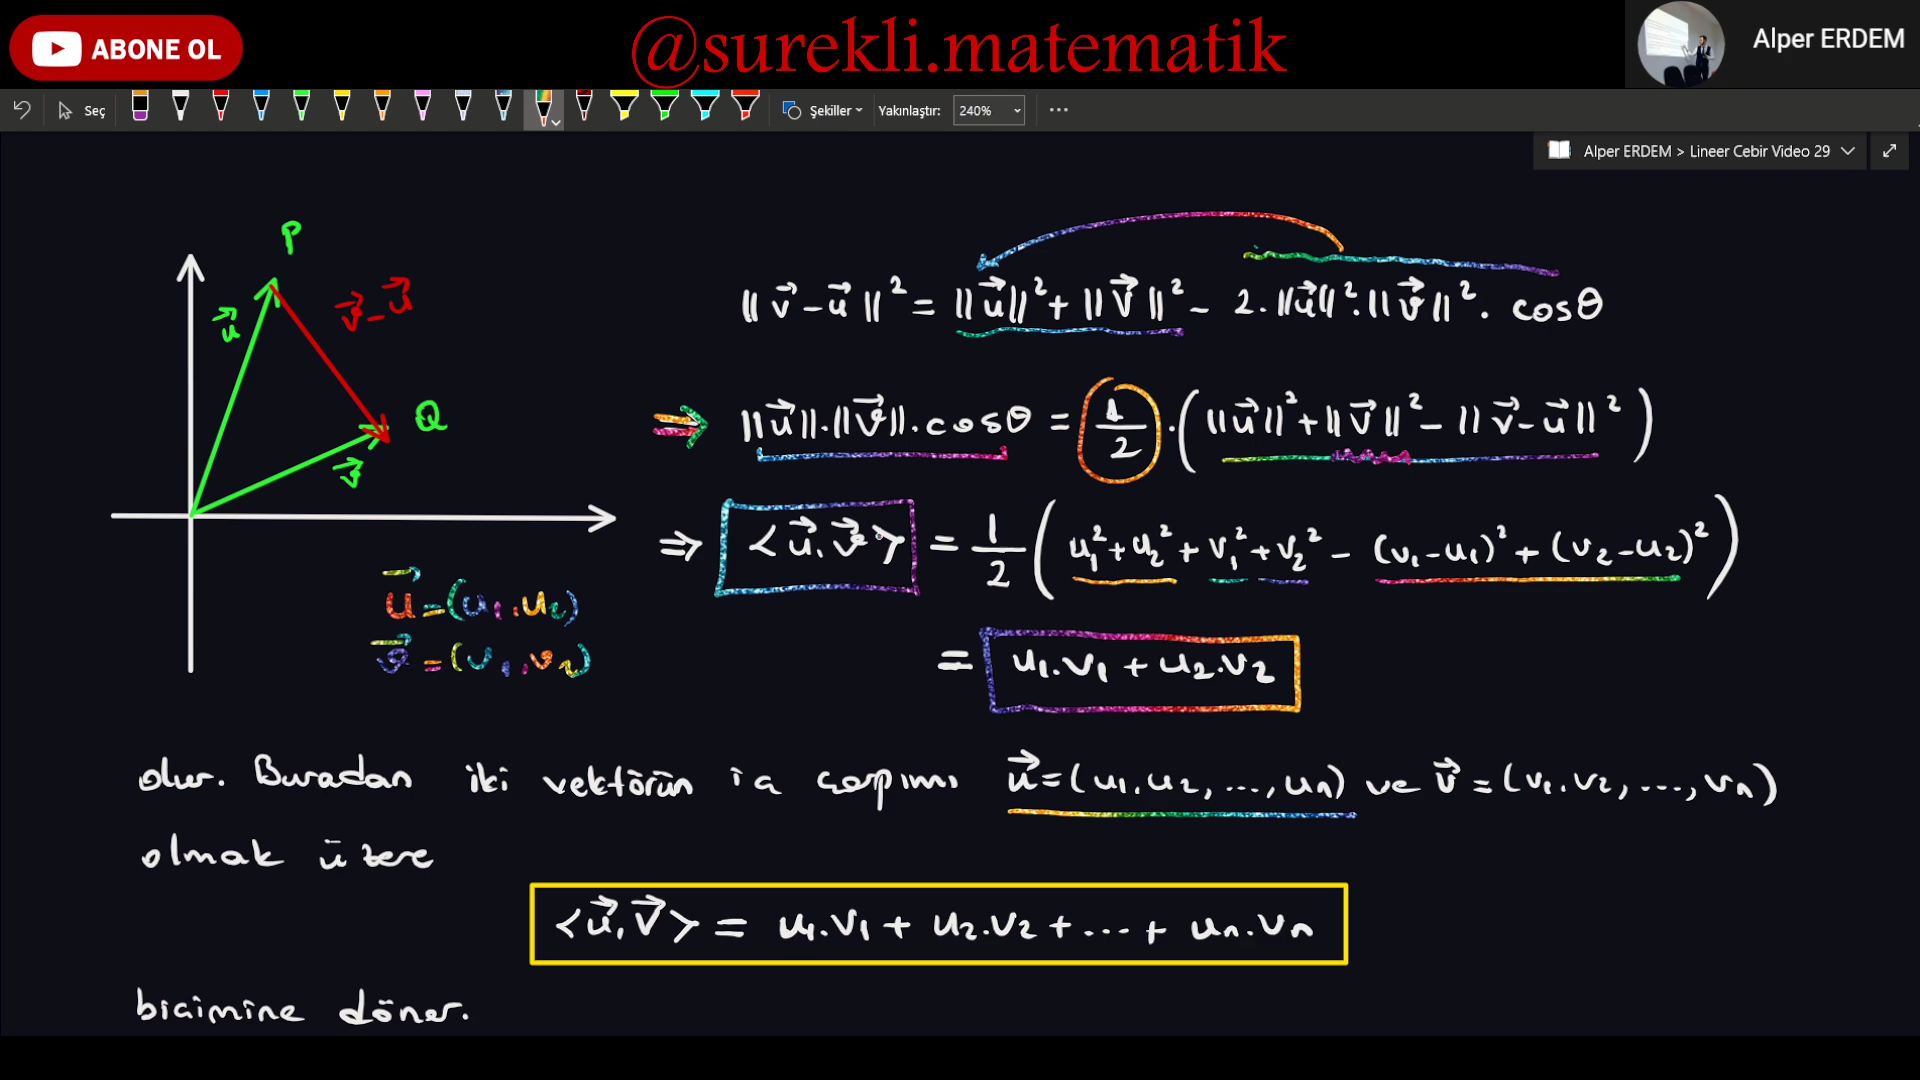 ABONE OL
@surekli.matematik
Alper ERDEM
Seç
Şekiller
Yakınlaştır:
240%
Alper ERDEM > Lineer Cebir Video 29
P
u⃗
v⃗-u⃗
Q
v⃗
u⃗=(u₁,u₂)
v⃗=(v₁,v₂)
||v⃗-u⃗||² = ||u⃗||²+||v⃗||² - 2.||u⃗||².||v⃗||².cosθ
⇒ ||u⃗||.||v⃗||.cosθ = 1/2.(||u⃗||²+||v⃗||²-||v⃗-u⃗||²)
⇒ <u⃗,v⃗> = 1/2(u₁²+u₂²+v₁²+v₂²-(v₁-u₁)²+(v₂-u₂)²)
= u₁.v₁+u₂.v₂
olur. Buradan iki vektörün iç çarpımı u⃗=(u₁,u₂,...,un) ve v⃗=(v₁,v₂,...,vn)
olmak üzere
<u⃗,v⃗> = u₁.v₁+u₂.v₂+...+un.vn
biçimine döner.